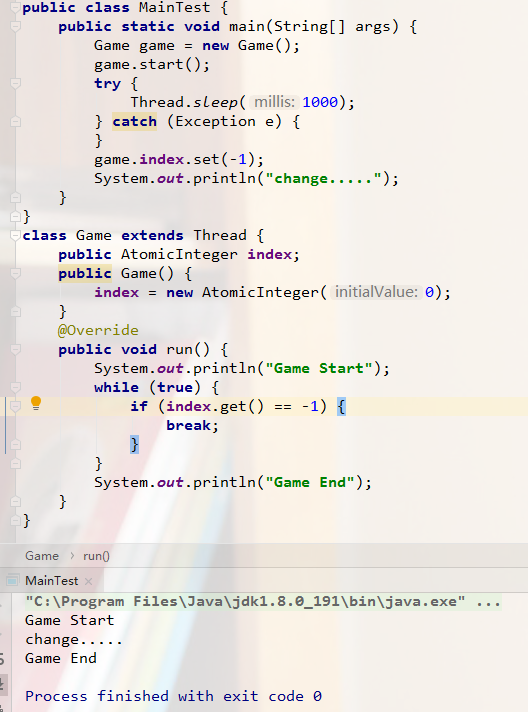 public class MainTest {
public static void main(String[] args) {
Game game = new Game();
game.start();
try {
Thread.sleep( millis: 1000);
} catch (Exception e) {
}
game.index.set(-1);
System.out.println("change.....");
}
}
class Game extends Thread {
public AtomicInteger index;
public Game() {
index = new AtomicInteger( initialValue: 0);
}
@Override
public void run() {
System.out.println("Game Start");
while (true) {
if (index.get() == -1) {
break;
}
}
System.out.println("Game End");
}
}
Game › run()
MainTest ×
"C:\Program Files\Java\jdk1.8.0_191\bin\java.exe" ...
Game Start
change.....
Game End
Process finished with exit code 0